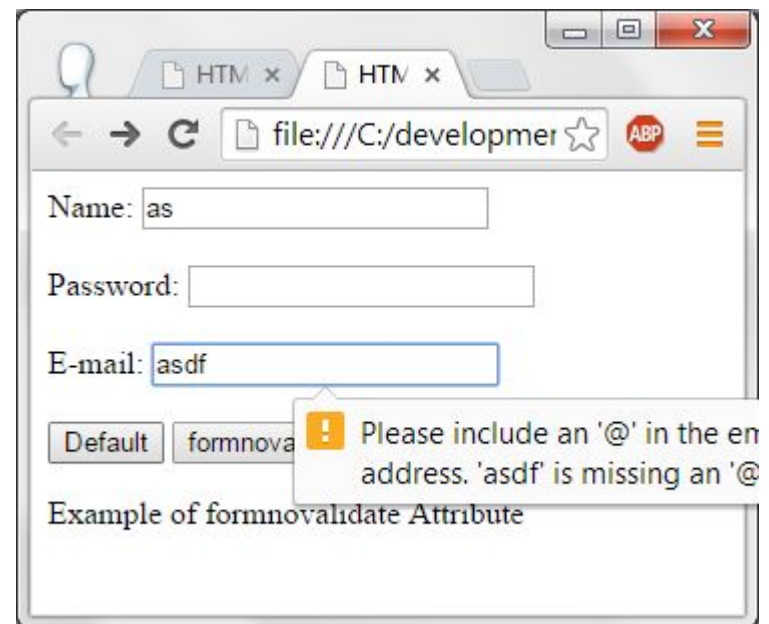 HTM HTM
file:///C:/developmer ABP
Name: as
Password:
E-mail: asdf
Default formnova
Please include an '@' in the em
address. 'asdf' is missing an '@
Example of formnovalidate Attribute